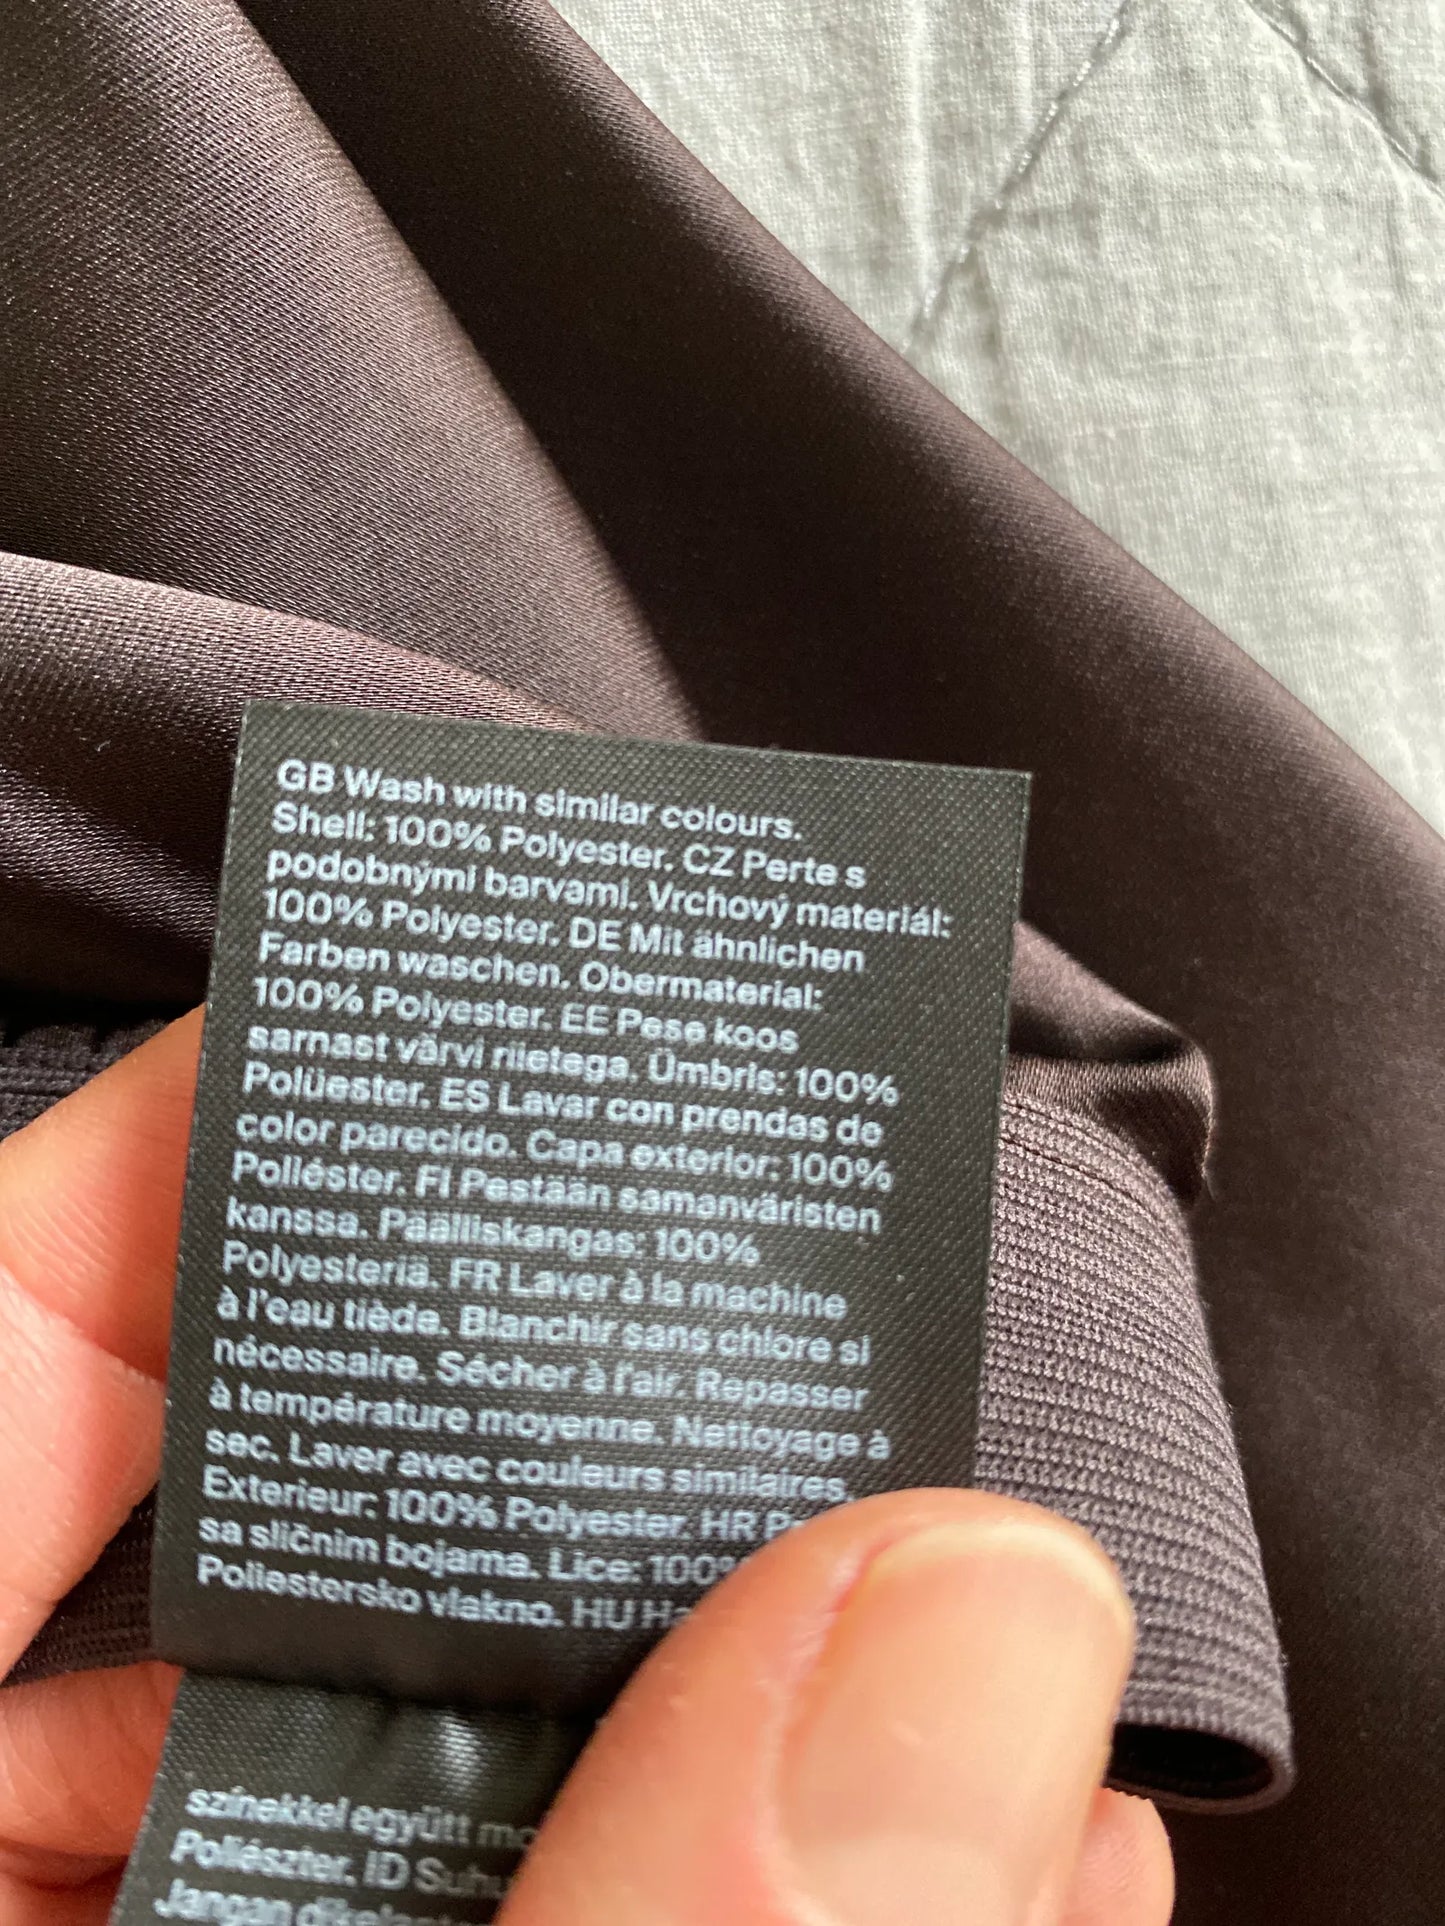 GB Wash with similar colours.
Shell: 100% Polyester. CZ Perte s
podobnými barvami. Vrchový materiál:
100% Polyester. DE Mit ähnlichen
Farben waschen. Obermaterial:
100% Polyester. EE Pese koos
sarnast värvi riietega. Ümbris: 100%
Polüester. ES Lavar con prendas de
color parecido. Capa exterior: 100%
Poliéster. FI Pestään samanväristen
kanssa. Päälliskangas: 100%
Polyesteriä. FR Laver à la machine
à l'eau tiède. Blanchir sans chlore si
nécessaire. Sécher à l'air. Repasser
à température moyenne. Nettoyage à
sec. Laver avec couleurs similaires.
Exterieur: 100% Polyester. HR
sa sličnim bojama. Lice: 100%
Poliestersko vlakno. HU
színekkel együtt
Poliészter. ID
Jangan